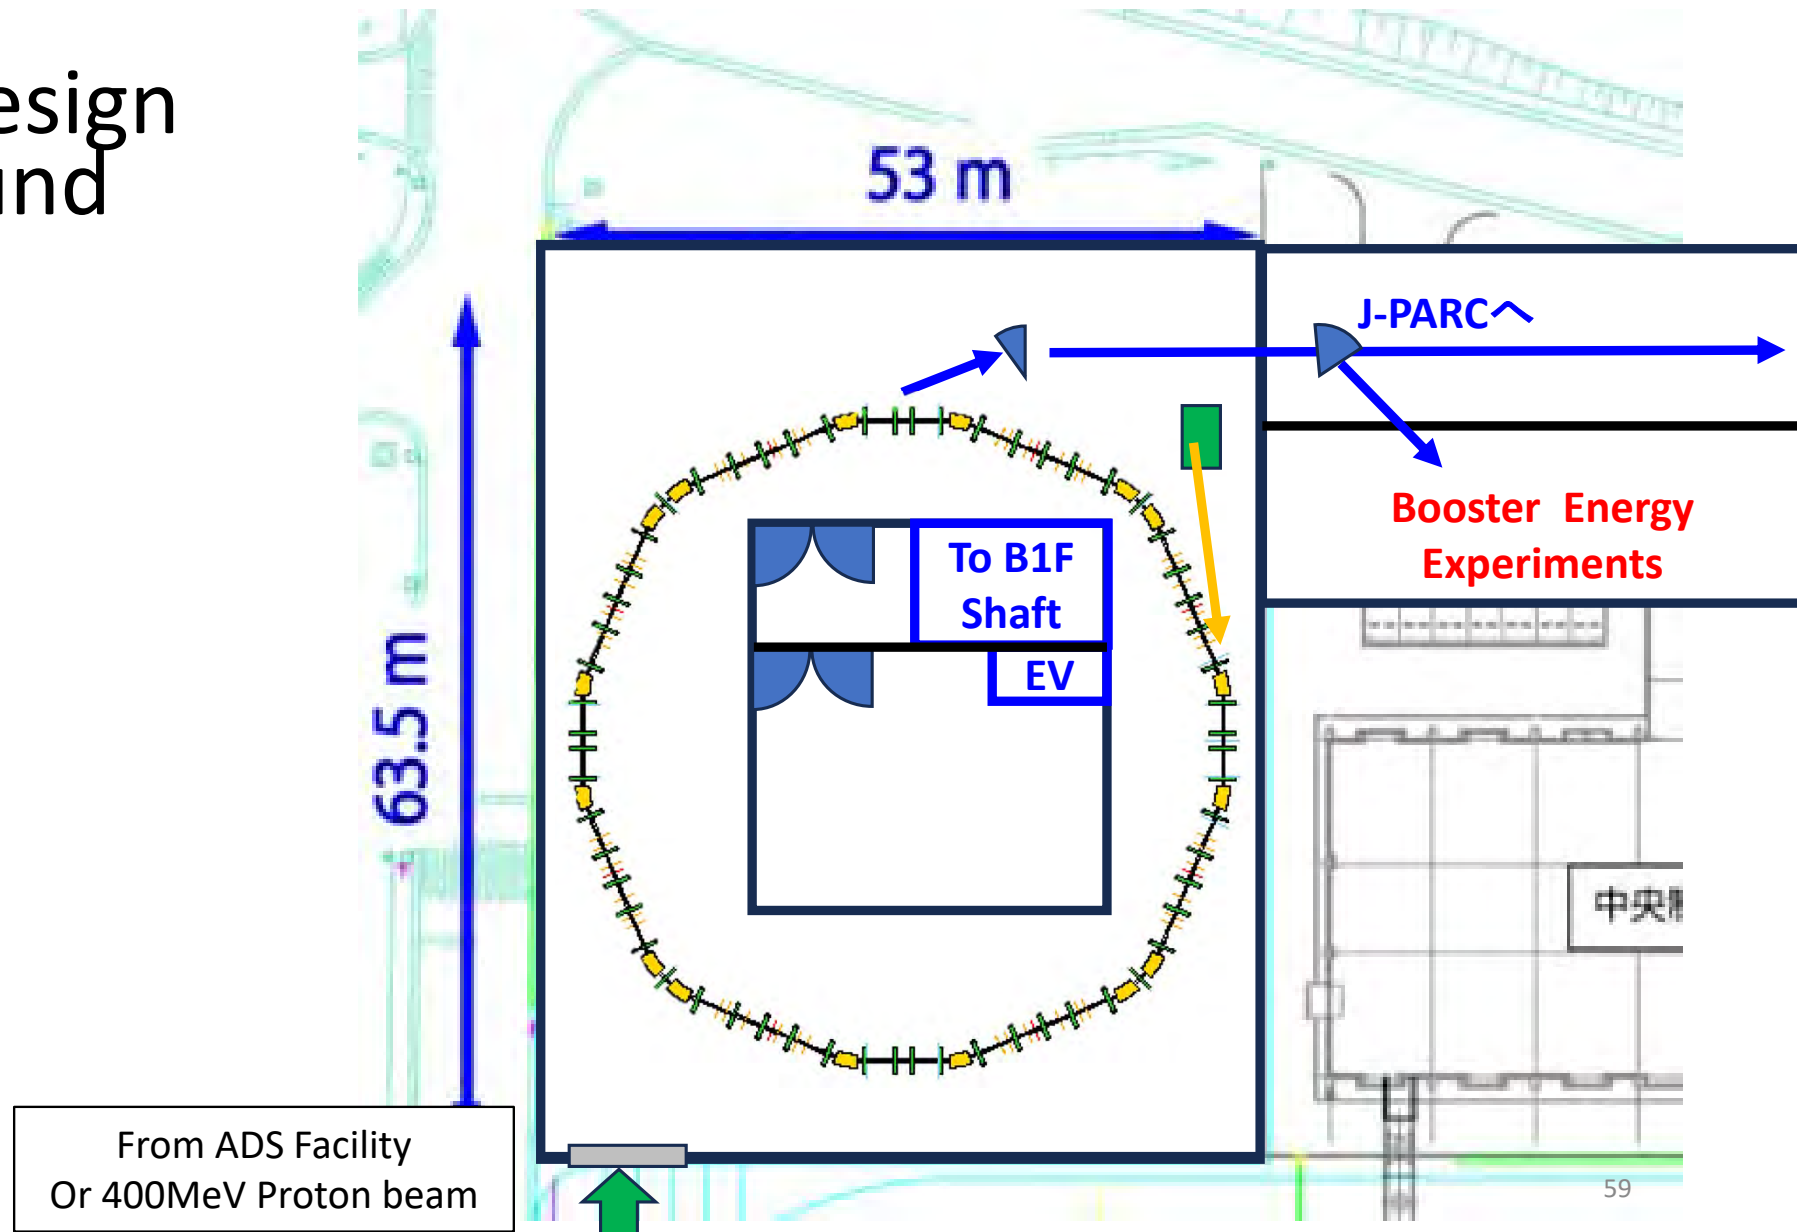 esign
und
53 m
J-PARCへ
Booster Energy
Experiments
To B1F
Shaft
EV
63.5 m
中央
From ADS Facility
Or 400MeV Proton beam
59